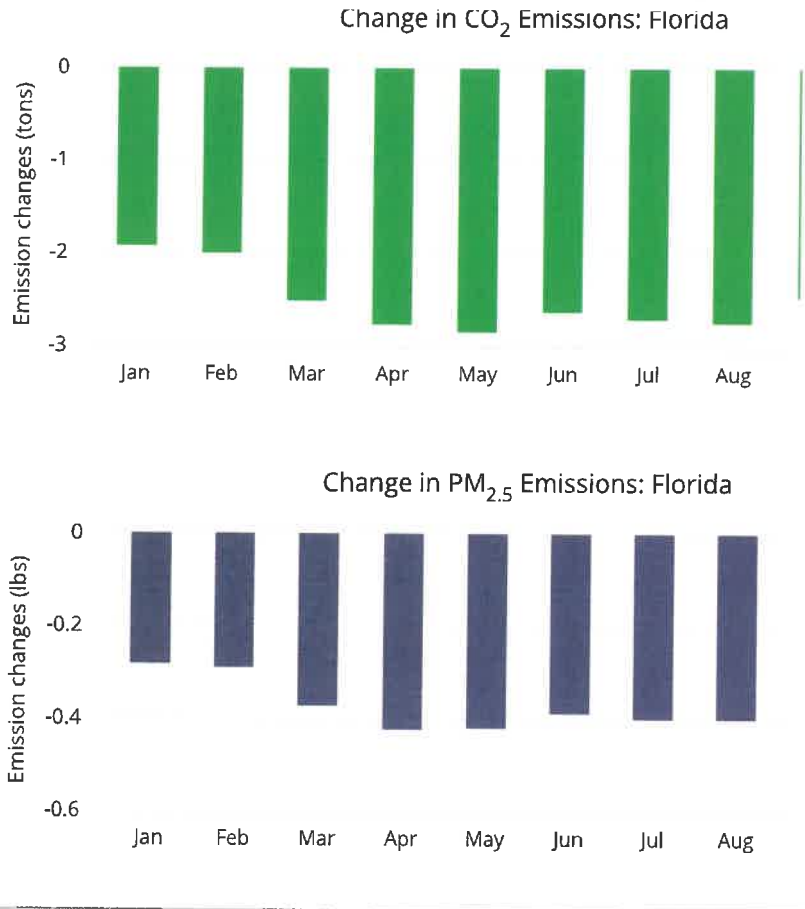 Change in CO₂ Emissions: Florida
Emission changes (tons)
0
-1
-2
-3
Jan Feb Mar Apr May Jun Jul Aug
Change in PM₂.₅ Emissions: Florida
Emission changes (lbs)
0
-0.2
-0.4
-0.6
Jan Feb Mar Apr May Jun Jul Aug